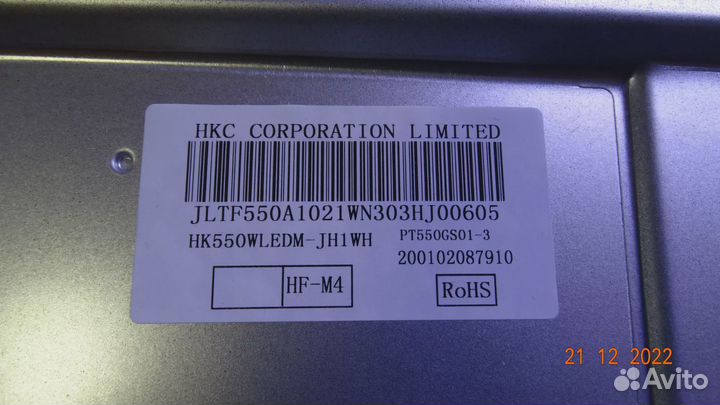 HKC CORPORATION LIMITED
JLTF550A1021WN303HJ00605
HK550WLEDM-JH1WH PT550GS01-3
200102087910
HF-M4 RoHS
21 12 2022
Avito